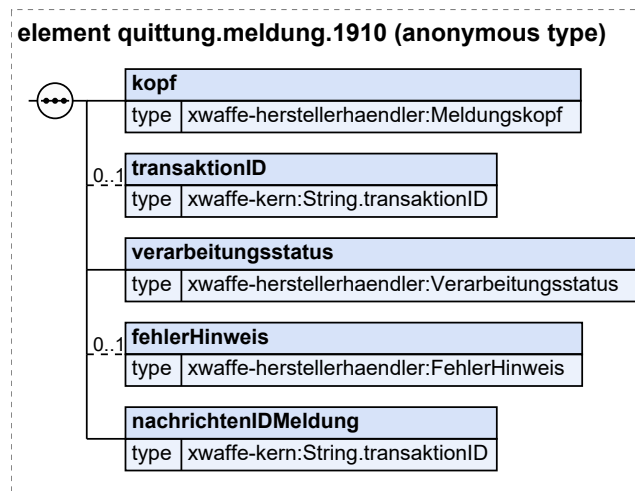 element quittung.meldung.1910 (anonymous type)
kopf
type xwaffe-herstellerhaendler:Meldungskopf
0..1 transaktionID
type xwaffe-kern:String.transaktionID
verarbeitungsstatus
type xwaffe-herstellerhaendler:Verarbeitungsstatus
0..1 fehlerHinweis
type xwaffe-herstellerhaendler:FehlerHinweis
nachrichtenIDMeldung
type xwaffe-kern:String.transaktionID